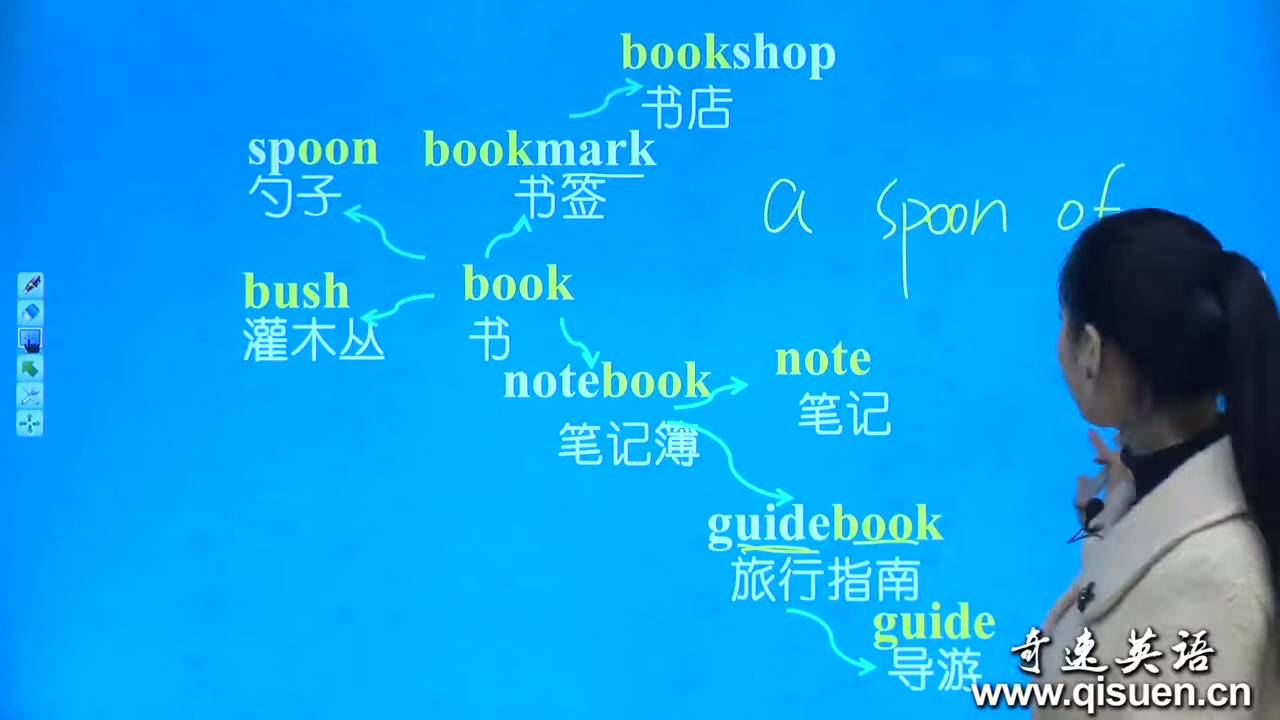 bookshop
书店
spoon bookmark
勺子 书签
a spoon of
bush book
灌木丛 书
notebook note
笔记簿 笔记
guidebook
旅行指南
guide
导游
奇速英语
www.qisuen.cn